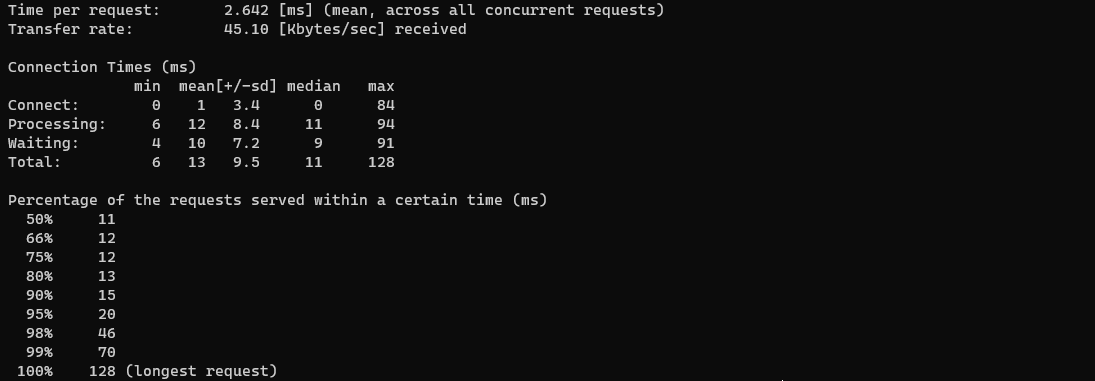 Time per request:       2.642 [ms] (mean, across all concurrent requests)
Transfer rate:          45.10 [Kbytes/sec] received

Connection Times (ms)
              min  mean[+/-sd] median   max
Connect:        0    1   3.4      0      84
Processing:     6   12   8.4     11      94
Waiting:        4   10   7.2      9      91
Total:          6   13   9.5     11     128

Percentage of the requests served within a certain time (ms)
  50%     11
  66%     12
  75%     12
  80%     13
  90%     15
  95%     20
  98%     46
  99%     70
 100%    128 (longest request)